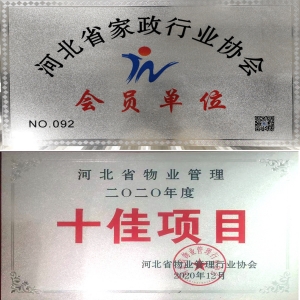 河北省家政行业协会
会员单位
NO.092
河北省物业管理
二〇二〇年度
十佳项目
河北省物业管理行业协会
2020年12月